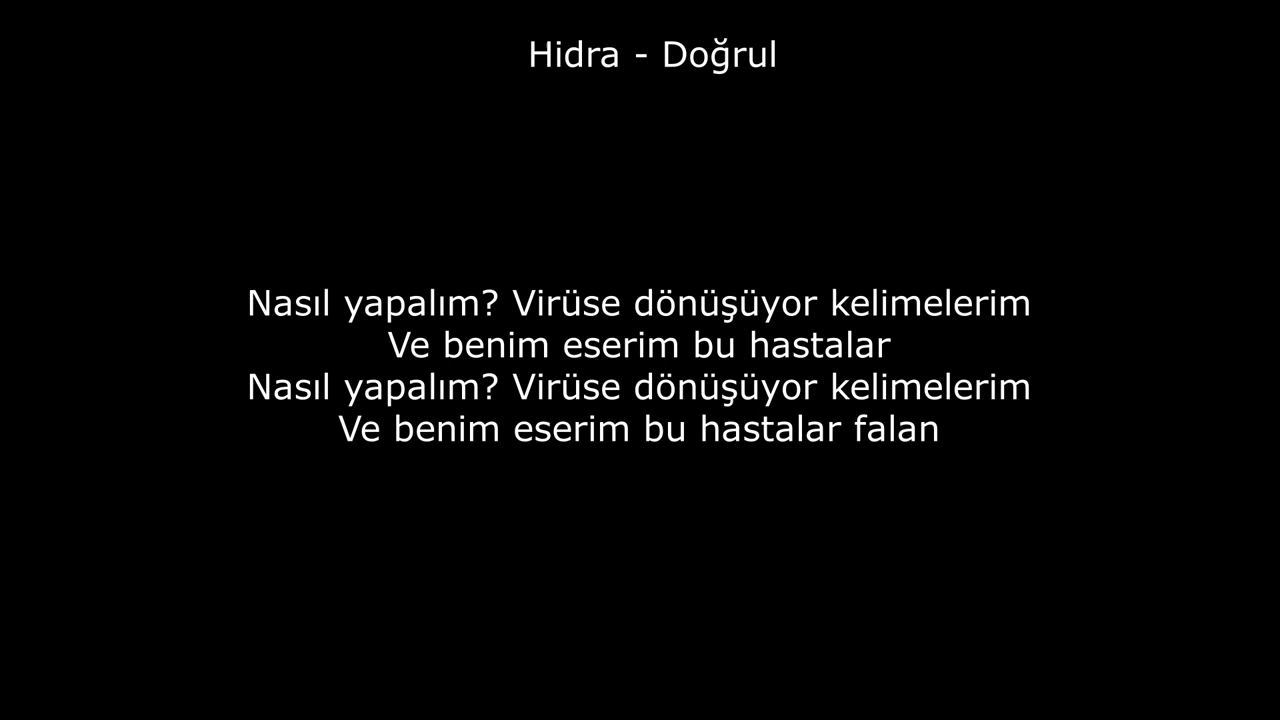 Hidra - Doğrul
Nasıl yapalım? Virüse dönüşüyor kelimelerim
Ve benim eserim bu hastalar
Nasıl yapalım? Virüse dönüşüyor kelimelerim
Ve benim eserim bu hastalar falan